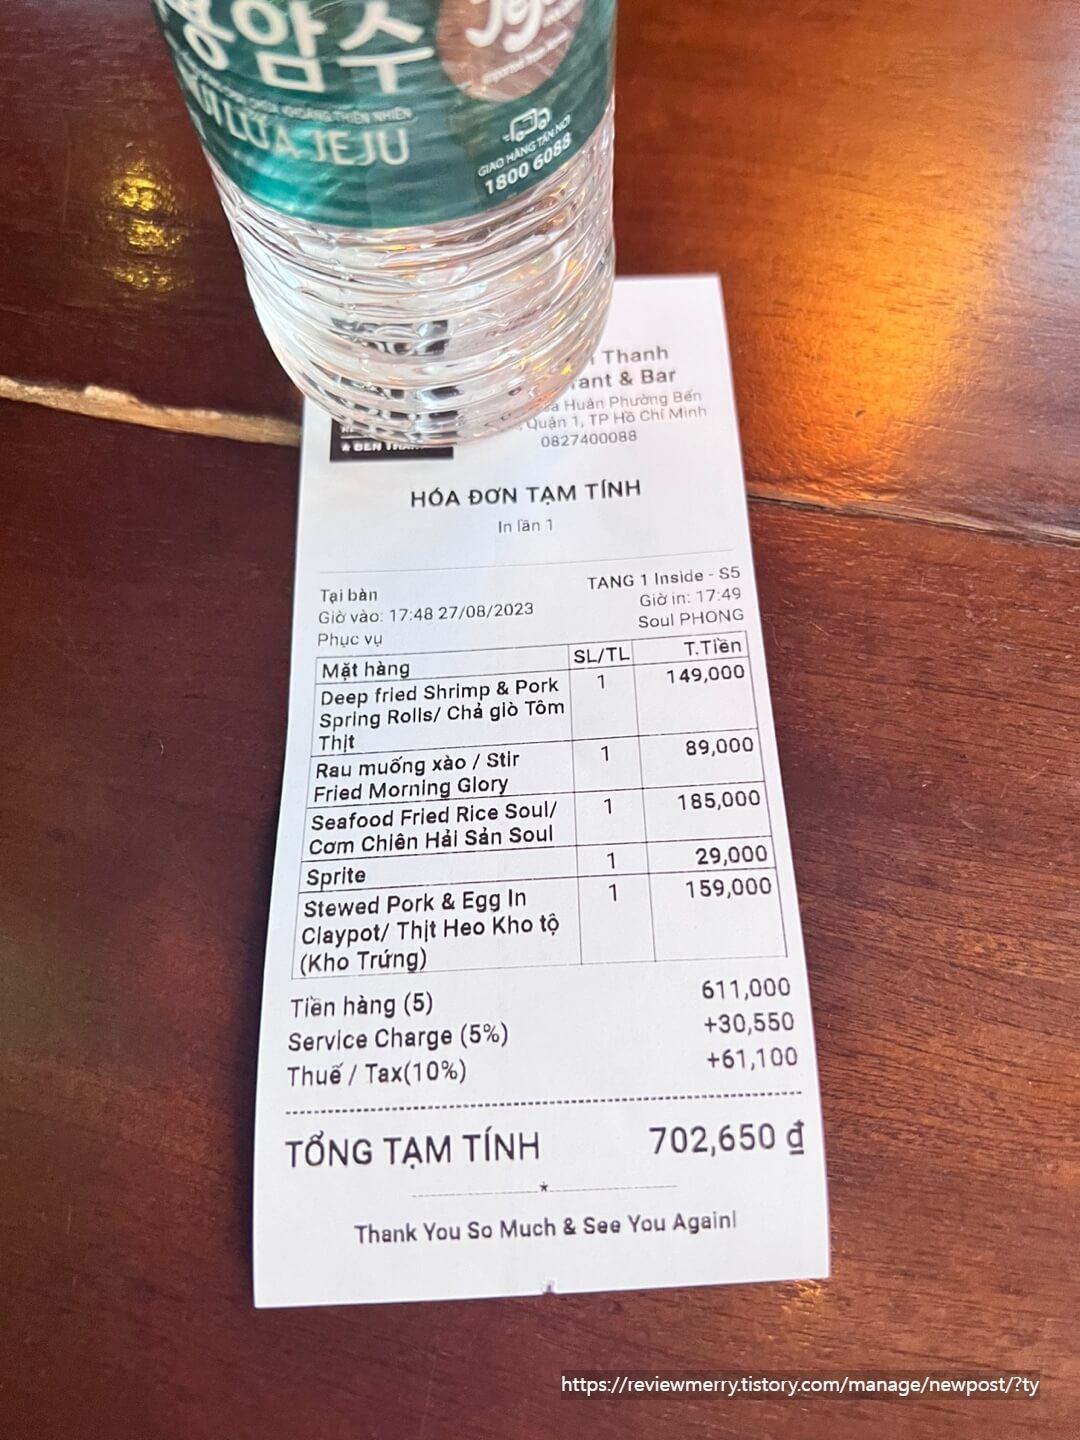 암수
LỬA JEJU
GIAO HÀNG TẬN NƠI
1800 6088
Thanh
& Bar
Huân Phường Bến
Quận 1, TP Hồ Chí Minh
0827400088
HÓA ĐƠN TẠM TÍNH
In lần 1
Tại bàn
TANG 1 Inside - S5
Giờ vào: 17:48 27/08/2023
Giờ in: 17:49
Phục vụ
Soul PHONG
Mặt hàng SL/TL T.Tiền
Deep fried Shrimp & Pork 1 149,000
Spring Rolls/ Chả giò Tôm
Thịt
Rau muống xào / Stir 1 89,000
Fried Morning Glory
Seafood Fried Rice Soul/ 1 185,000
Cơm Chiên Hải Sản Soul
Sprite 1 29,000
Stewed Pork & Egg In 1 159,000
Claypot/ Thịt Heo Kho tộ
(Kho Trứng)
Tiền hàng (5) 611,000
Service Charge (5%) +30,550
Thuế / Tax(10%) +61,100
TỔNG TẠM TÍNH 702,650 ₫
Thank You So Much & See You Again!
https://reviewmerry.tistory.com/manage/newpost/?ty